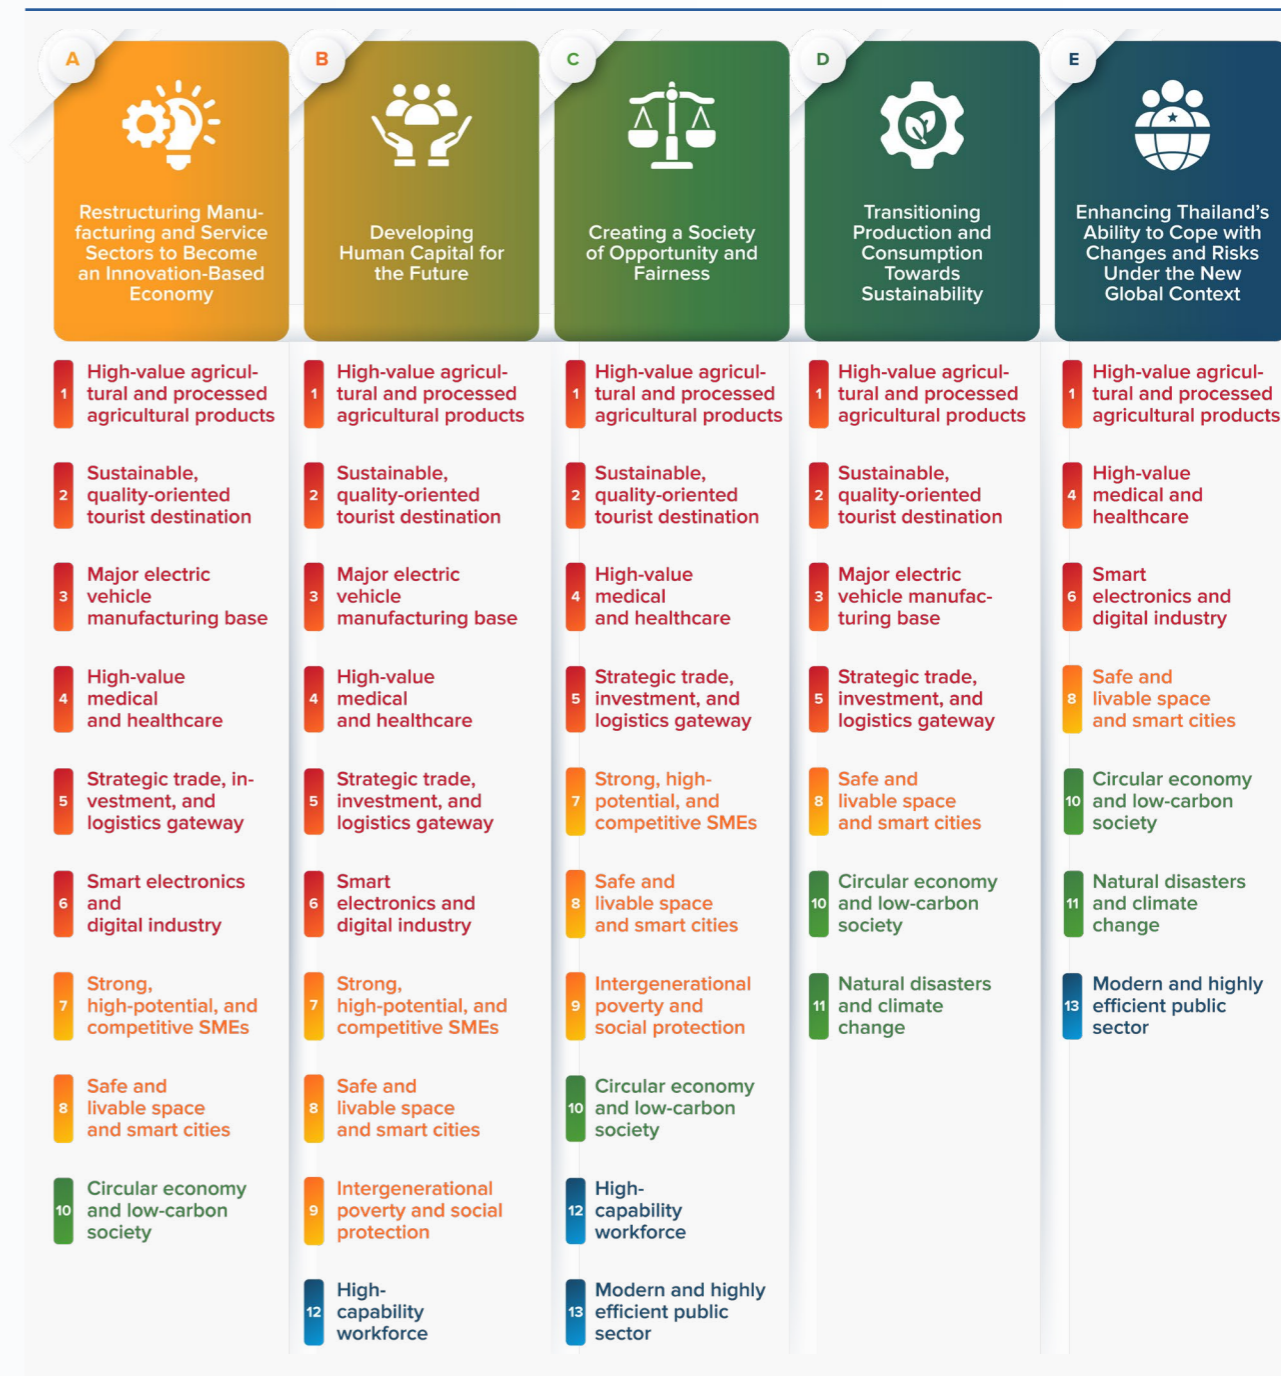 A
Restructuring Manu-
facturing and Service
Sectors to Become
an Innovation-Based
Economy
1
High-value agricul-
tural and processed
agricultural products
2
Sustainable,
quality-oriented
tourist destination
3
Major electric
vehicle
manufacturing base
4
High-value
medical
and healthcare
5
Strategic trade, in-
vestment, and
logistics gateway
6
Smart electronics
and
digital industry
7
Strong,
high-potential, and
competitive SMEs
8
Safe and
livable space
and smart cities
10
Circular economy
and low-carbon
society
B
Developing
Human Capital for
the Future
1
High-value agricul-
tural and processed
agricultural products
2
Sustainable,
quality-oriented
tourist destination
3
Major electric
vehicle
manufacturing base
4
High-value
medical
and healthcare
5
Strategic trade,
investment, and
logistics gateway
6
Smart
electronics and
digital industry
7
Strong,
high-potential, and
competitive SMEs
8
Safe and
livable space
and smart cities
9
Intergenerational
poverty and social
protection
12
High-
capability
workforce
C
Creating a Society
of Opportunity and
Fairness
1
High-value agricul-
tural and processed
agricultural products
2
Sustainable,
quality-oriented
tourist destination
4
High-value
medical
and healthcare
5
Strategic trade,
investment, and
logistics gateway
7
Strong, high-
potential, and
competitive SMEs
8
Safe and
livable space
and smart cities
9
Intergenerational
poverty and
social protection
10
Circular economy
and low-carbon
society
12
High-
capability
workforce
13
Modern and highly
efficient public
sector
D
Transitioning
Production and
Consumption
Towards
Sustainability
1
High-value agricul-
tural and processed
agricultural products
2
Sustainable,
quality-oriented
tourist destination
3
Major electric
vehicle manufac-
turing base
5
Strategic trade,
investment, and
logistics gateway
8
Safe and
livable space
and smart cities
10
Circular economy
and low-carbon
society
11
Natural disasters
and climate
change
E
Enhancing Thailand's
Ability to Cope with
Changes and Risks
Under the New
Global Context
1
High-value agricul-
tural and processed
agricultural products
4
High-value
medical and
healthcare
6
Smart
electronics and
digital industry
8
Safe and
livable space
and smart cities
10
Circular economy
and low-carbon
society
11
Natural disasters
and climate
change
13
Modern and highly
efficient public
sector